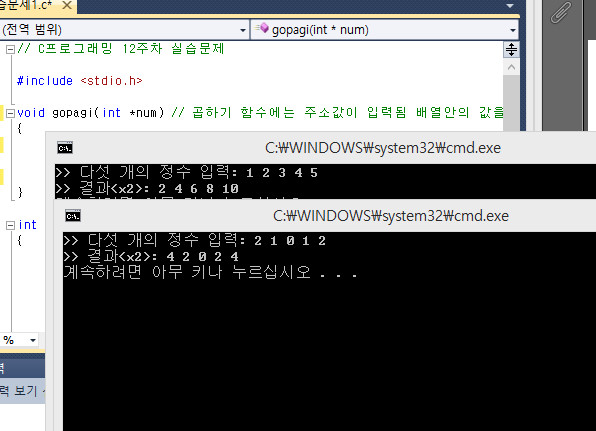 습문제1.c*
(전역 범위)
gopagi(int * num)
// C프로그래밍 12주차 실습문제
#include <stdio.h>
void gopagi(int *num) // 곱하기 함수에는 주소값이 입력됨 배열안의 값을
}
int
{
C:₩WINDOWS₩system32₩cmd.exe
>> 다섯 개의 정수 입력: 1 2 3 4 5
>> 결과<x2>: 2 4 6 8 10
C:₩WINDOWS₩system32₩cmd.exe
>> 다섯 개의 정수 입력: 2 1 0 1 2
>> 결과<x2>: 4 2 0 2 4
계속하려면 아무 키나 누르십시오 . . .
%
력
력 보기